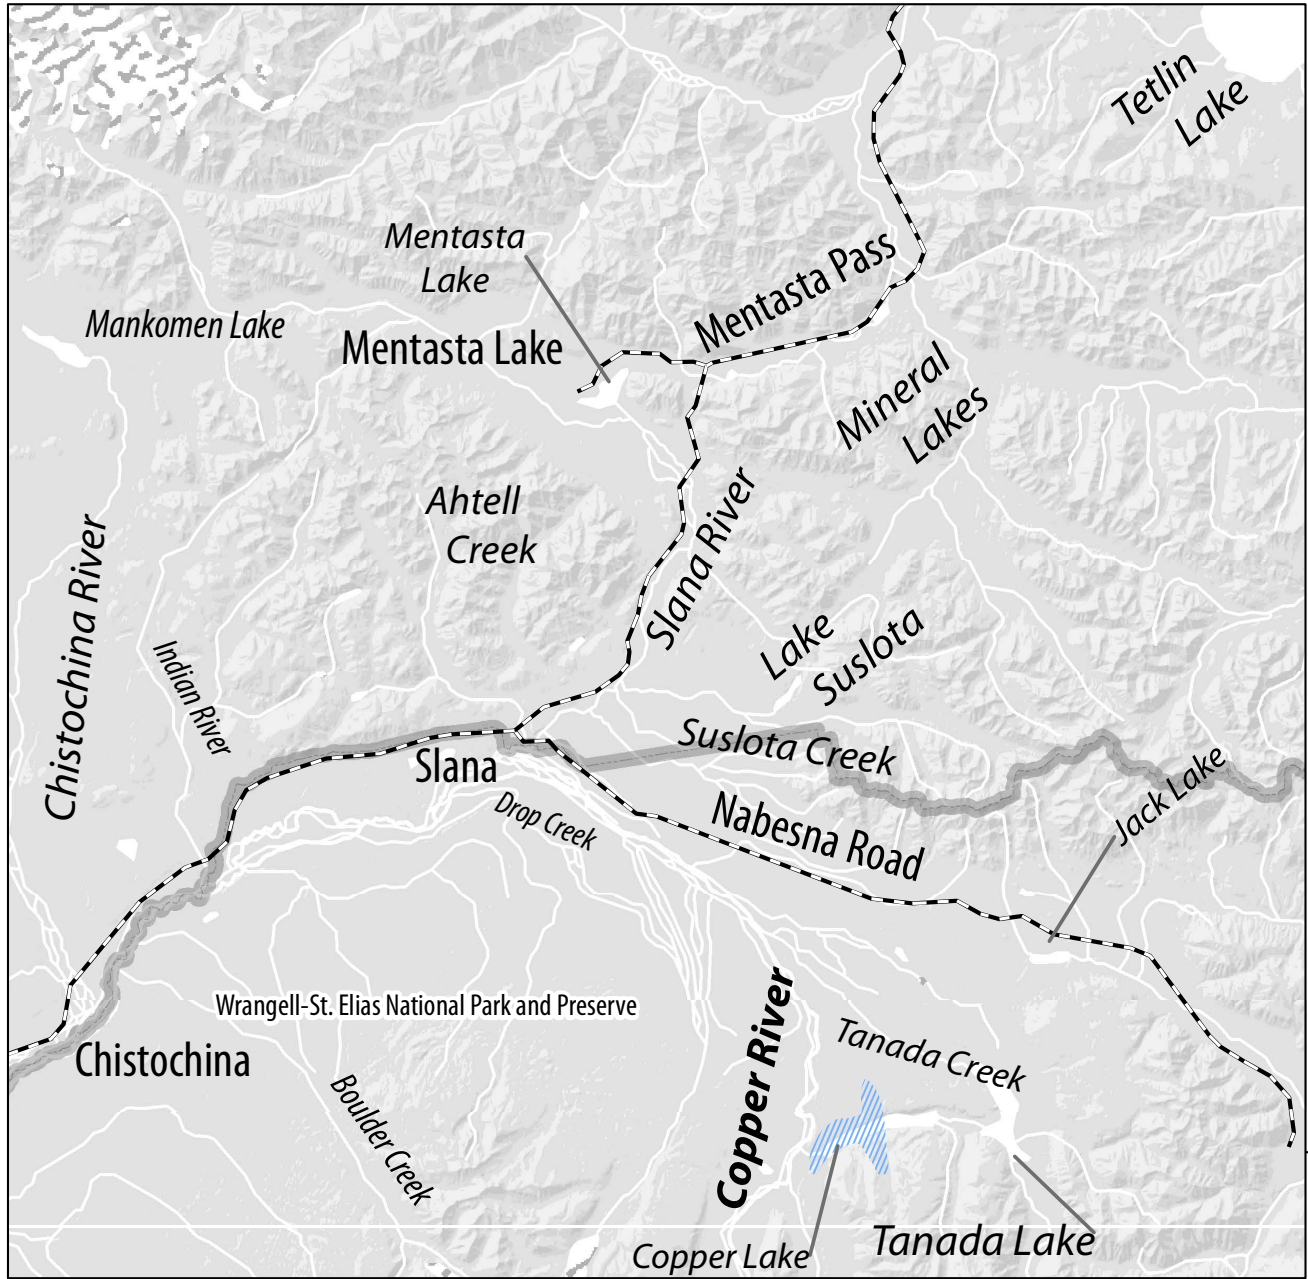 Tetlin
Lake
Mentasta
Lake
Mentasta Pass
Mankomen Lake
Mentasta Lake
Mineral
Lakes
Ahtell
Creek
Slana River
Chistochina River
Indian River
Lake
Suslota
Suslota Creek
Slana
Drop Creek
Nabesna Road
Jack Lake
Wrangell-St. Elias National Park and Preserve
Chistochina
Boulder Creek
Copper River
Tanada Creek
Copper Lake
Tanada Lake